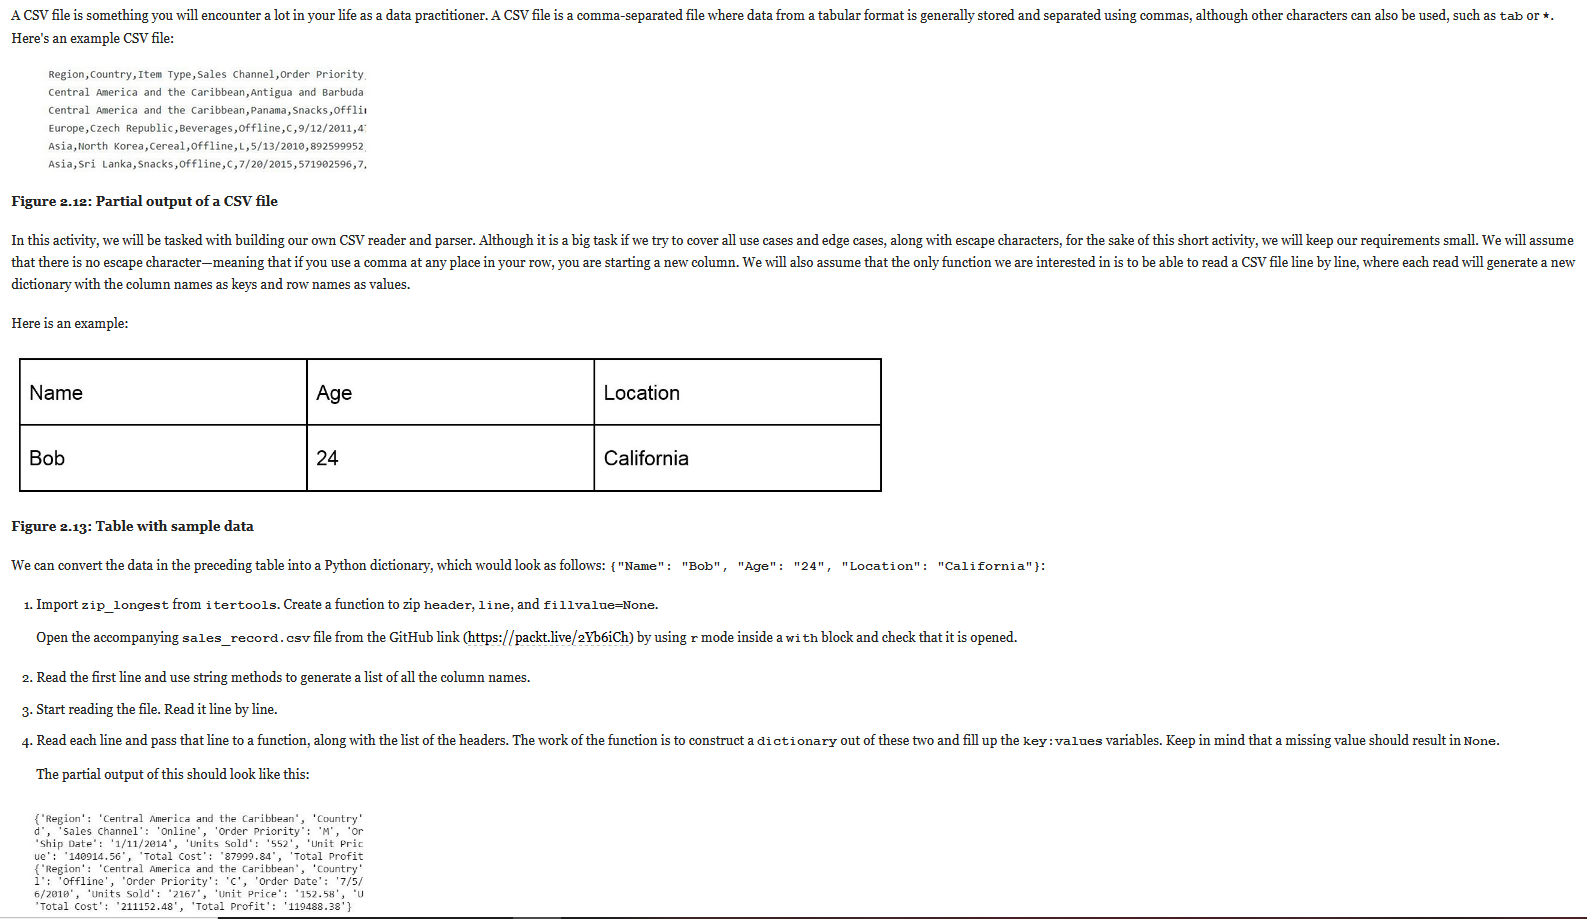 A CSV file is something you will encounter a lot in your life as a data practitioner. A CSV file is a comma-separated file where data from a tabular format is generally stored and separated using commas, although other characters can also be used, such as tab or *.
Here's an example CSV file:
Region,Country,Item Type,Sales Channel,Order Priority,
Central America and the Caribbean,Antigua and Barbuda
Central America and the Caribbean,Panama,Snacks,Offlin
Europe,Czech Republic,Beverages,Offline,C,9/12/2011,4
Asia,North Korea,Cereal,Offline,L,5/13/2010,892599952,
Asia,Sri Lanka,Snacks,Offline,C,7/20/2015,571902596,7,
Figure 2.12: Partial output of a CSV file
In this activity, we will be tasked with building our own CSV reader and parser. Although it is a big task if we try to cover all use cases and edge cases, along with escape characters, for the sake of this short activity, we will keep our requirements small. We will assume
that there is no escape character—meaning that if you use a comma at any place in your row, you are starting a new column. We will also assume that the only function we are interested in is to be able to read a CSV file line by line, where each read will generate a new
dictionary with the column names as keys and row names as values.
Here is an example:
Name Age Location
Bob 24 California
Figure 2.13: Table with sample data
We can convert the data in the preceding table into a Python dictionary, which would look as follows: {"Name": "Bob", "Age": "24", "Location": "California"}:
1. Import zip_longest from itertools. Create a function to zip header, line, and fillvalue=None.
Open the accompanying sales_record.csv file from the GitHub link (https://packt.live/2Yb6iCh) by using r mode inside a with block and check that it is opened.
2. Read the first line and use string methods to generate a list of all the column names.
3. Start reading the file. Read it line by line.
4. Read each line and pass that line to a function, along with the list of the headers. The work of the function is to construct a dictionary out of these two and fill up the key:values variables. Keep in mind that a missing value should result in None.
The partial output of this should look like this:
{'Region': 'Central America and the Caribbean', 'Country'
d', 'Sales Channel': 'Online', 'Order Priority': 'M', 'Or
'Ship Date': '1/11/2014', 'Units Sold': '552', 'Unit Pric
ue': '140914.56', 'Total Cost': '87999.84', 'Total Profit
{'Region': 'Central America and the Caribbean', 'Country'
l': 'Offline', 'Order Priority': 'C', 'Order Date': '7/5/
6/2010', 'Units Sold': '2167', 'Unit Price': '152.58', 'U
'Total Cost': '211152.48', 'Total Profit': '119488.38'}